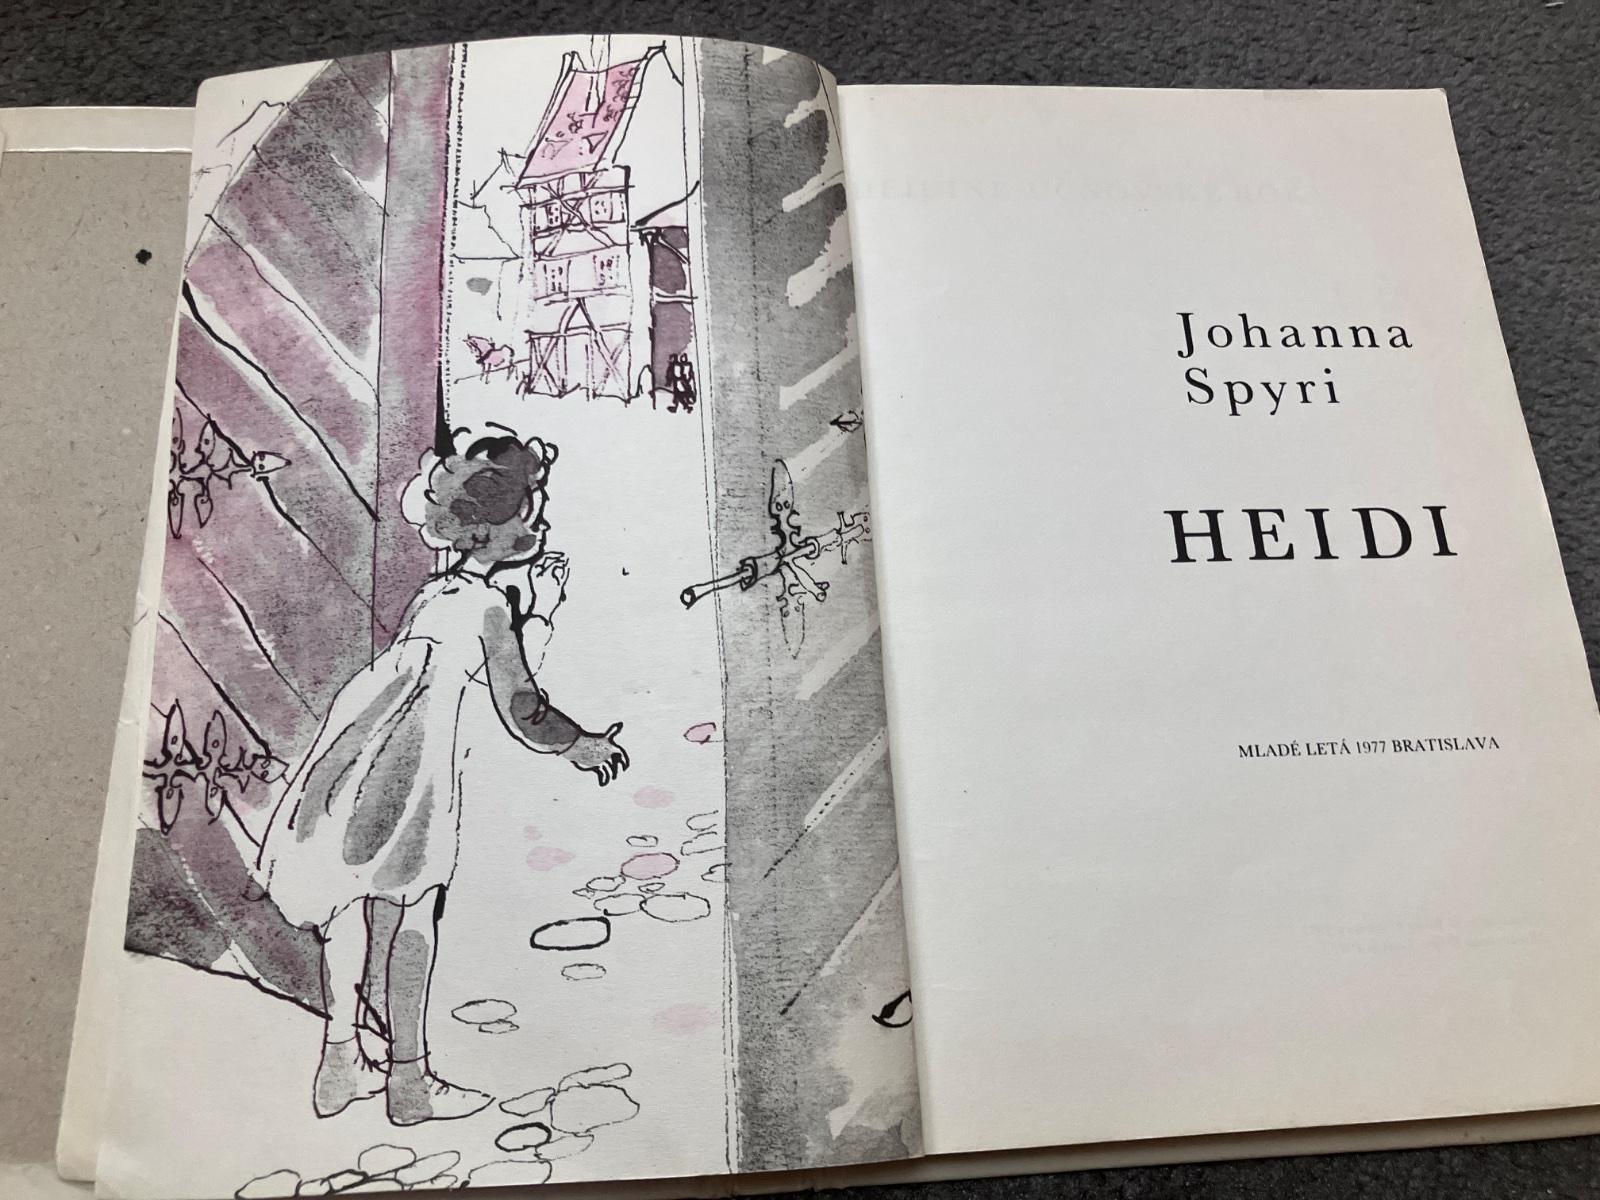 Johanna
Spyri
HEIDI
MLADÉ LETÁ 1977 BRATISLAVA